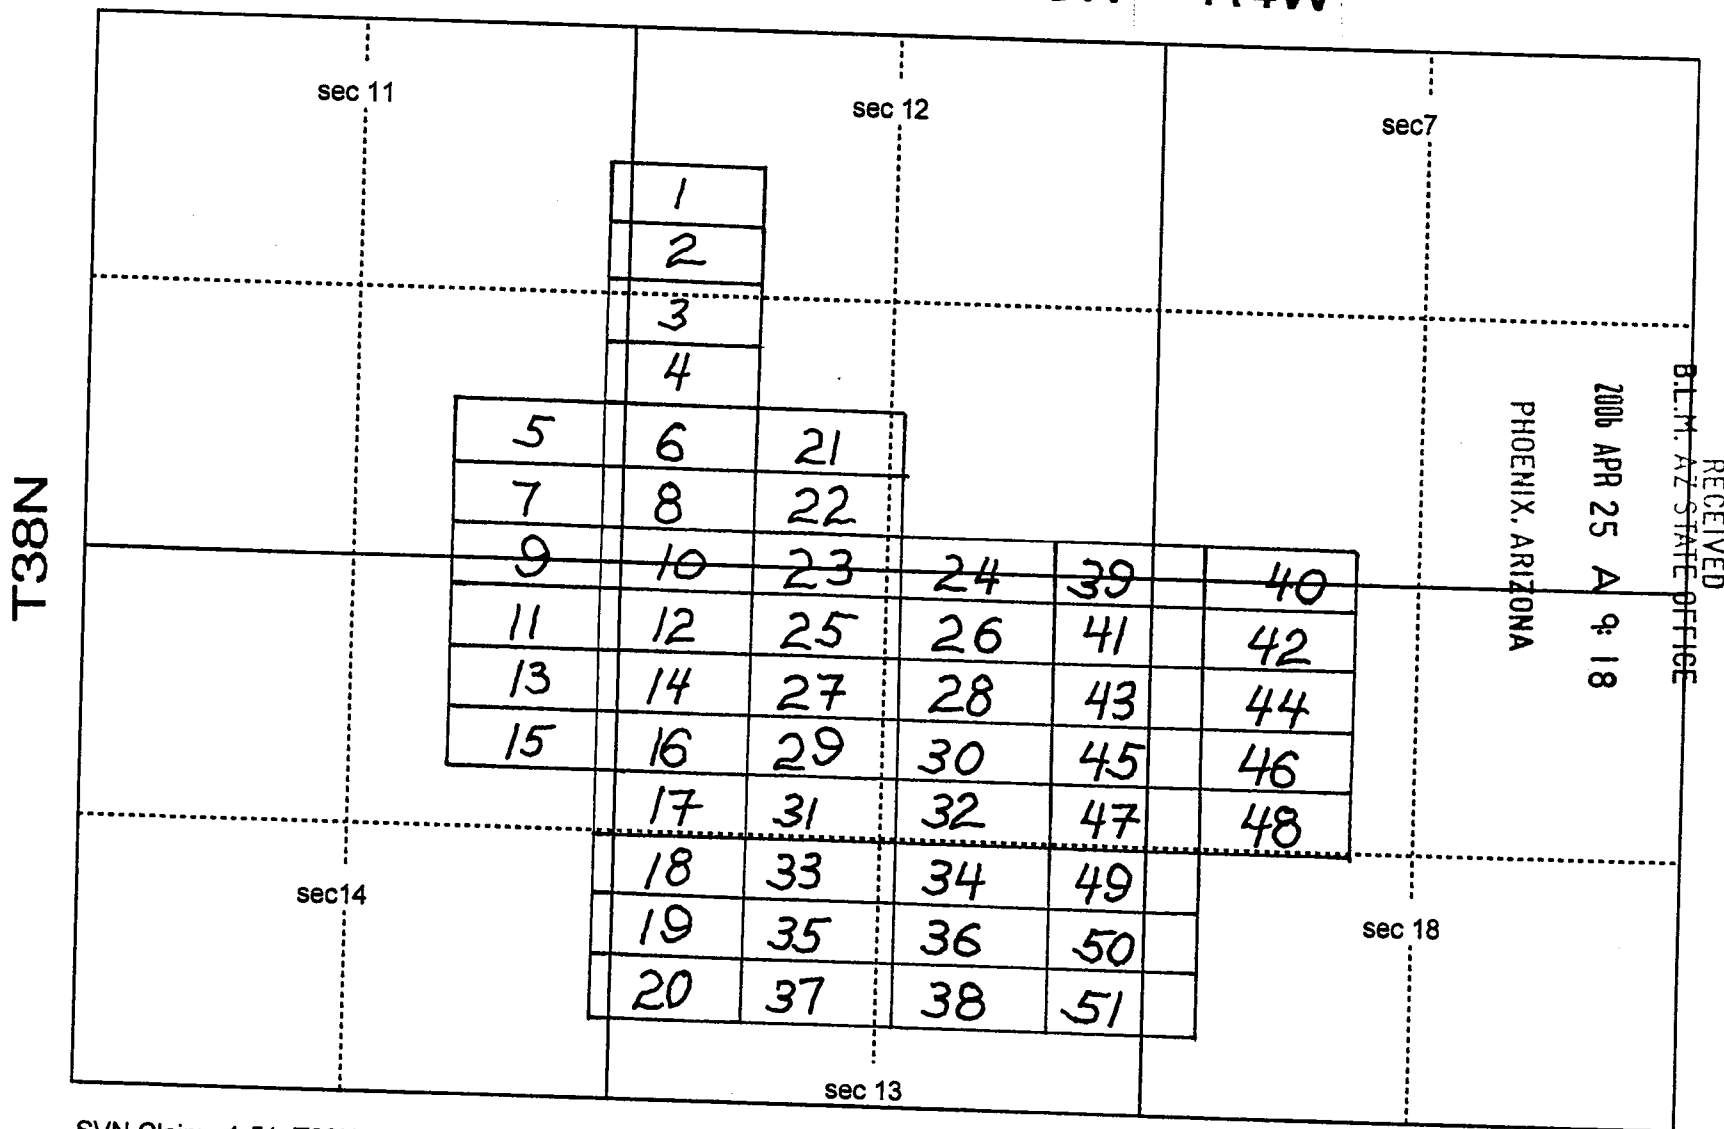 R4W
sec 11
sec 12
sec7
1
2
3
4
5 6 21
7 8 22
9 10 23 24 39 40
11 12 25 26 41 42
13 14 27 28 43 44
15 16 29 30 45 46
17 31 32 47 48
18 33 34 49
19 35 36 50
20 37 38 51
sec14
sec 18
sec 13
T38N
RECEIVED
B.L.M. AZ STATE OFFICE
2006 APR 25 A 9: 18
PHOENIX, ARIZONA